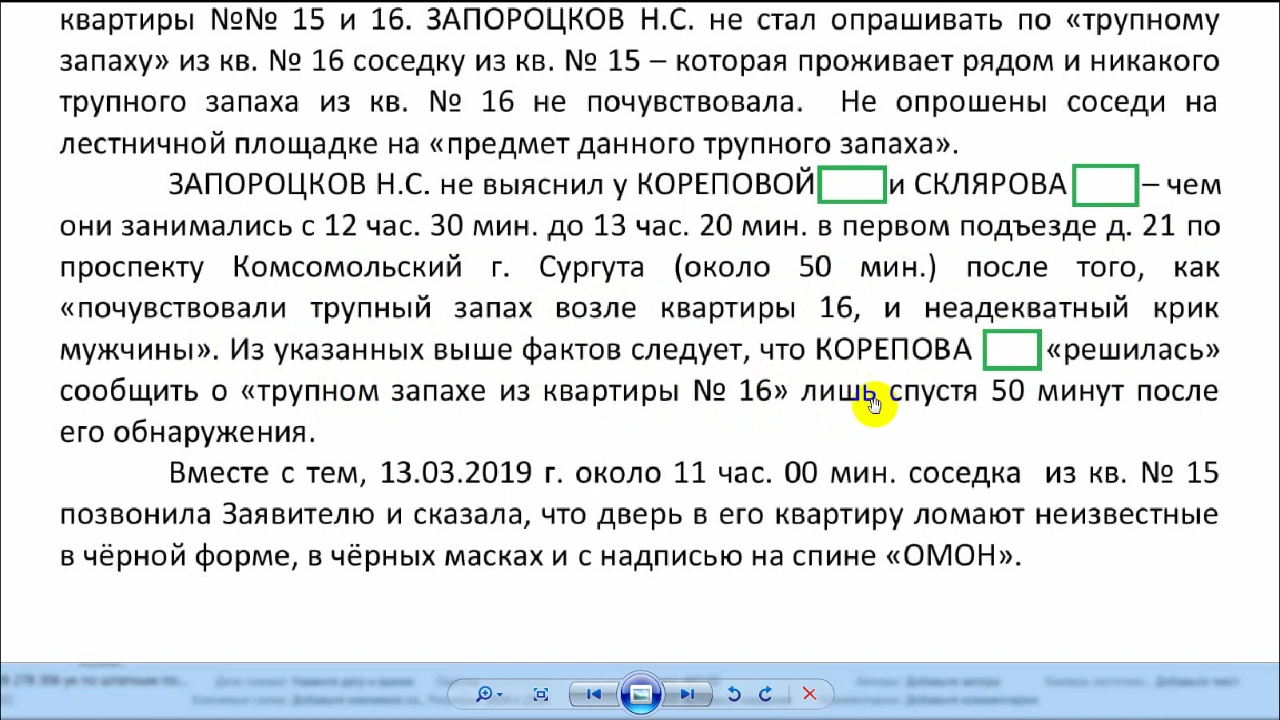 квартиры №№ 15 и 16. ЗАПОРОЦКОВ Н.С. не стал опрашивать по «трупному
запаху» из кв. № 16 соседку из кв. № 15 – которая проживает рядом и никакого
трупного запаха из кв. № 16 не почувствовала. Не опрошены соседи на
лестничной площадке на «предмет данного трупного запаха».
ЗАПОРОЦКОВ Н.С. не выяснил у КОРЕПОВОЙ и СКЛЯРОВА – чем
они занимались с 12 час. 30 мин. до 13 час. 20 мин. в первом подъезде д. 21 по
проспекту Комсомольский г. Сургута (около 50 мин.) после того, как
«почувствовали трупный запах возле квартиры 16, и неадекватный крик
мужчины». Из указанных выше фактов следует, что КОРЕПОВА «решилась»
сообщить о «трупном запахе из квартиры № 16» лишь спустя 50 минут после
его обнаружения.
Вместе с тем, 13.03.2019 г. около 11 час. 00 мин. соседка из кв. № 15
позвонила Заявителю и сказала, что дверь в его квартиру ломают неизвестные
в чёрной форме, в чёрных масках и с надписью на спине «ОМОН».